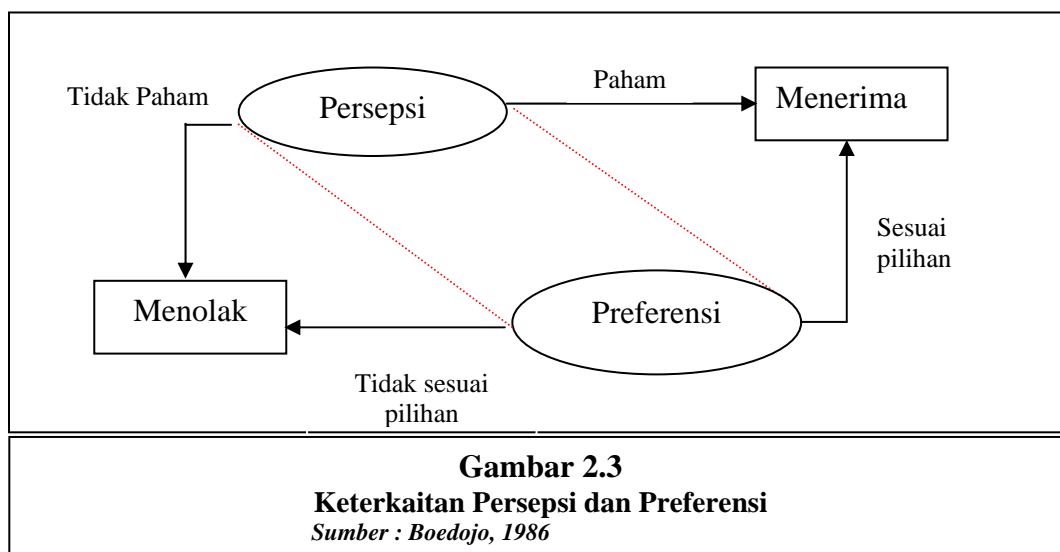 Paham
Tidak Paham
Persepsi
Menerima
Sesuai
pilihan
Menolak
Preferensi
Tidak sesuai
pilihan
Gambar 2.3
Keterkaitan Persepsi dan Preferensi
Sumber : Boedojo, 1986